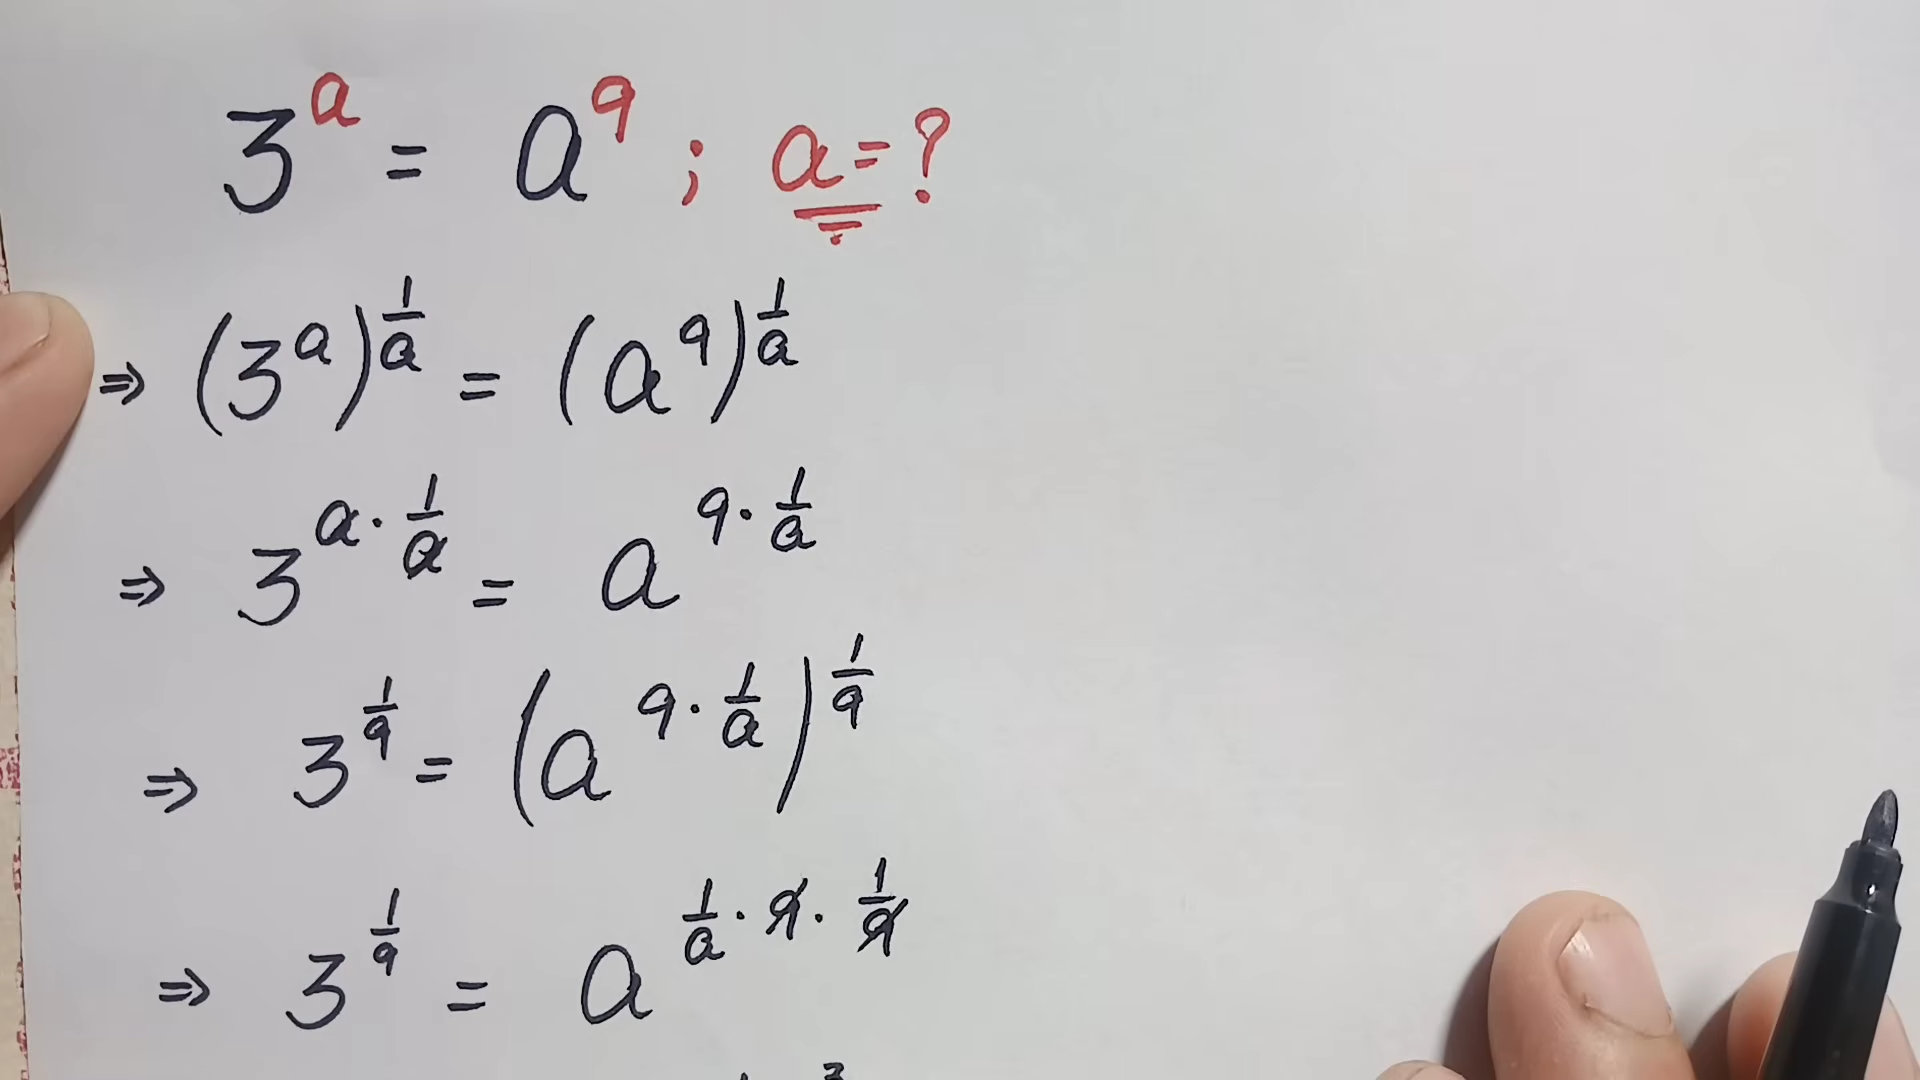 3^a = a^9 ; a = ?
⇒ (3^a)^(1/a) = (a^9)^(1/a)
⇒ 3^(a·1/a) = a^(9·1/a)
⇒ 3^(1/9) = (a^(9·1/a))^(1/9)
⇒ 3^(1/9) = a^(1/a·9·1/9)